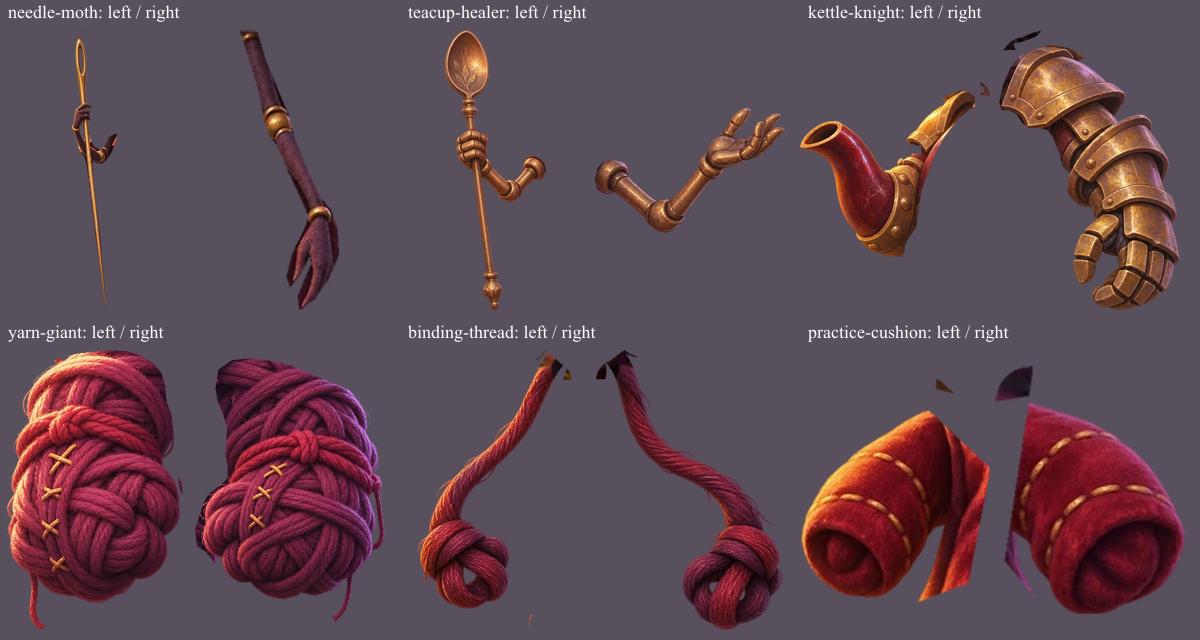 needle-moth: left / right
teacup-healer: left / right
kettle-knight: left / right
yarn-giant: left / right
binding-thread: left / right
practice-cushion: left / right